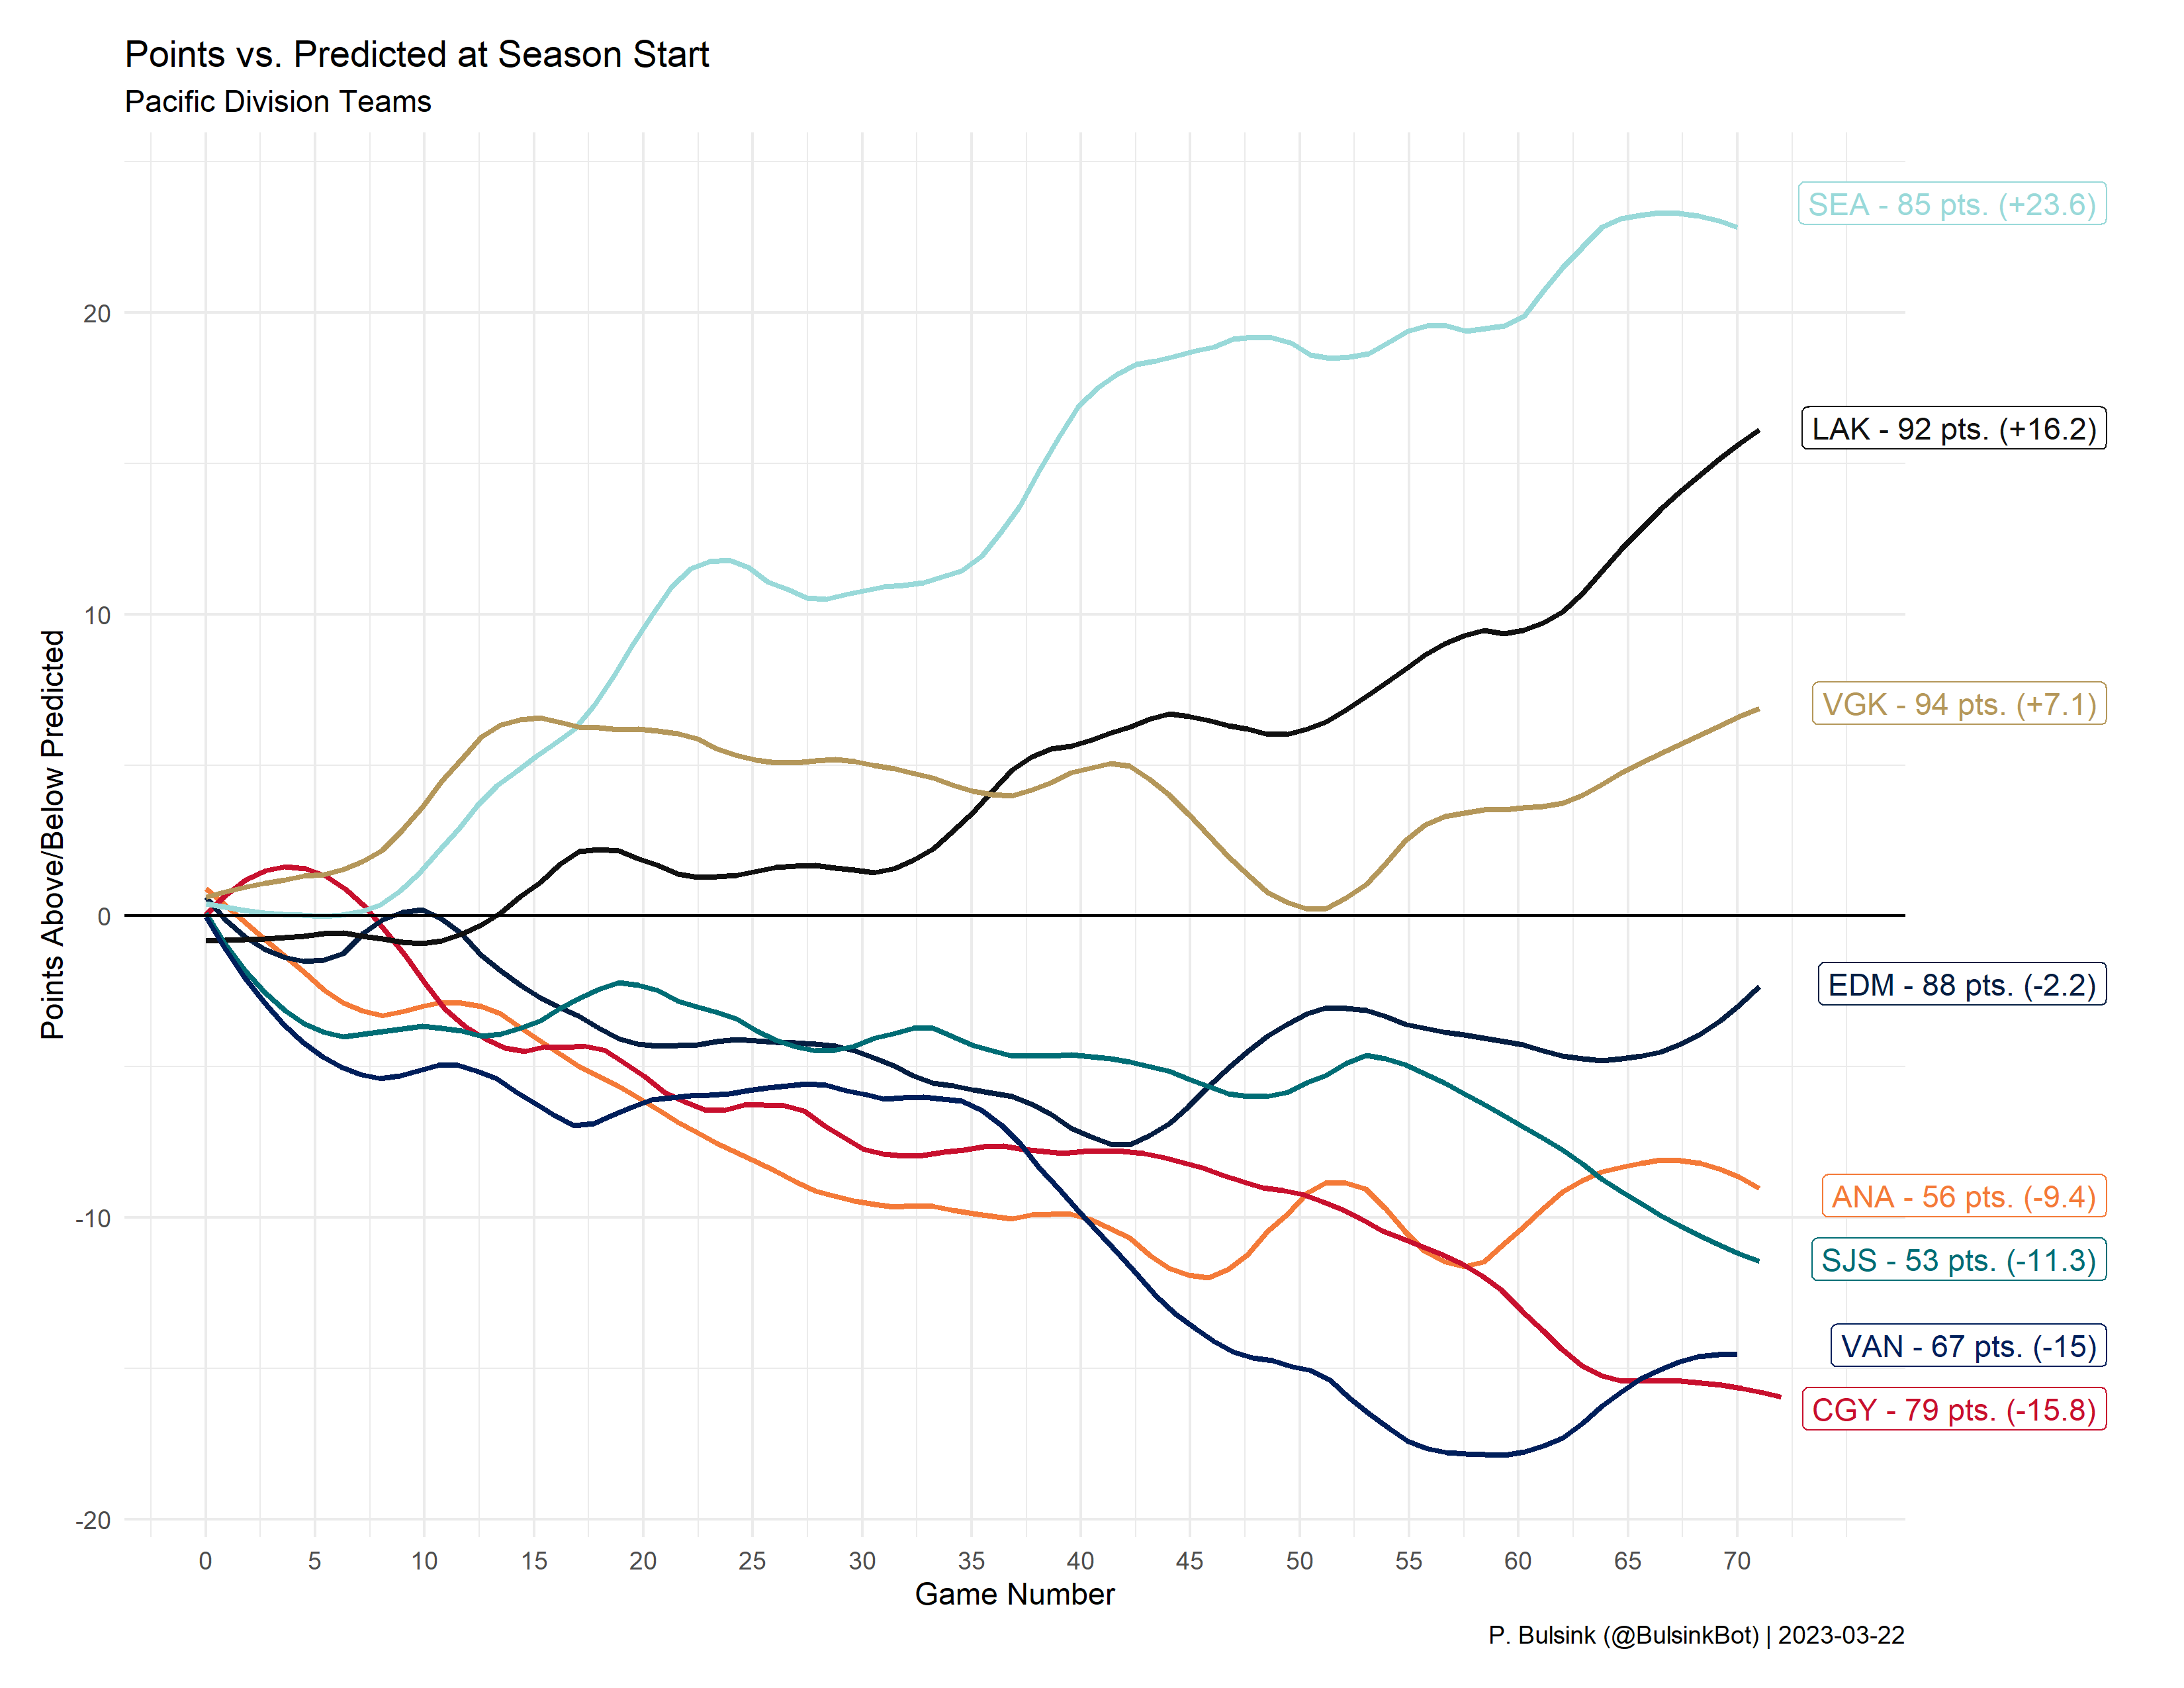 Points vs. Predicted at Season Start
Pacific Division Teams
Points Above/Below Predicted
20
10
0
-10
-20
SEA - 85 pts. (+23.6)
LAK - 92 pts. (+16.2)
VGK - 94 pts. (+7.1)
EDM - 88 pts. (-2.2)
ANA - 56 pts. (-9.4)
SJS - 53 pts. (-11.3)
VAN - 67 pts. (-15)
CGY - 79 pts. (-15.8)
0 5 10 15 20 25 30 35 40 45 50 55 60 65 70
Game Number
P. Bulsink (@BulsinkBot) | 2023-03-22